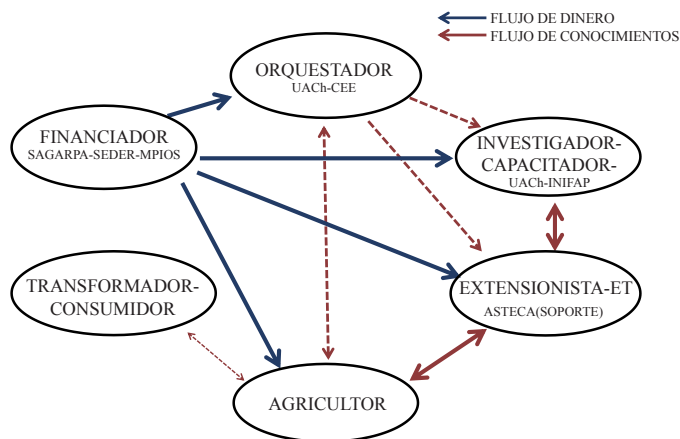 FLUJO DE DINERO
FLUJO DE CONOCIMIENTOS
ORQUESTADOR
UACh-CEE
FINANCIADOR
SAGARPA-SEDER-MPIOS
INVESTIGADOR-
CAPACITADOR-
UACh-INIFAP
TRANSFORMADOR-
CONSUMIDOR
EXTENSIONISTA-ET
ASTECA(SOPORTE)
AGRICULTOR